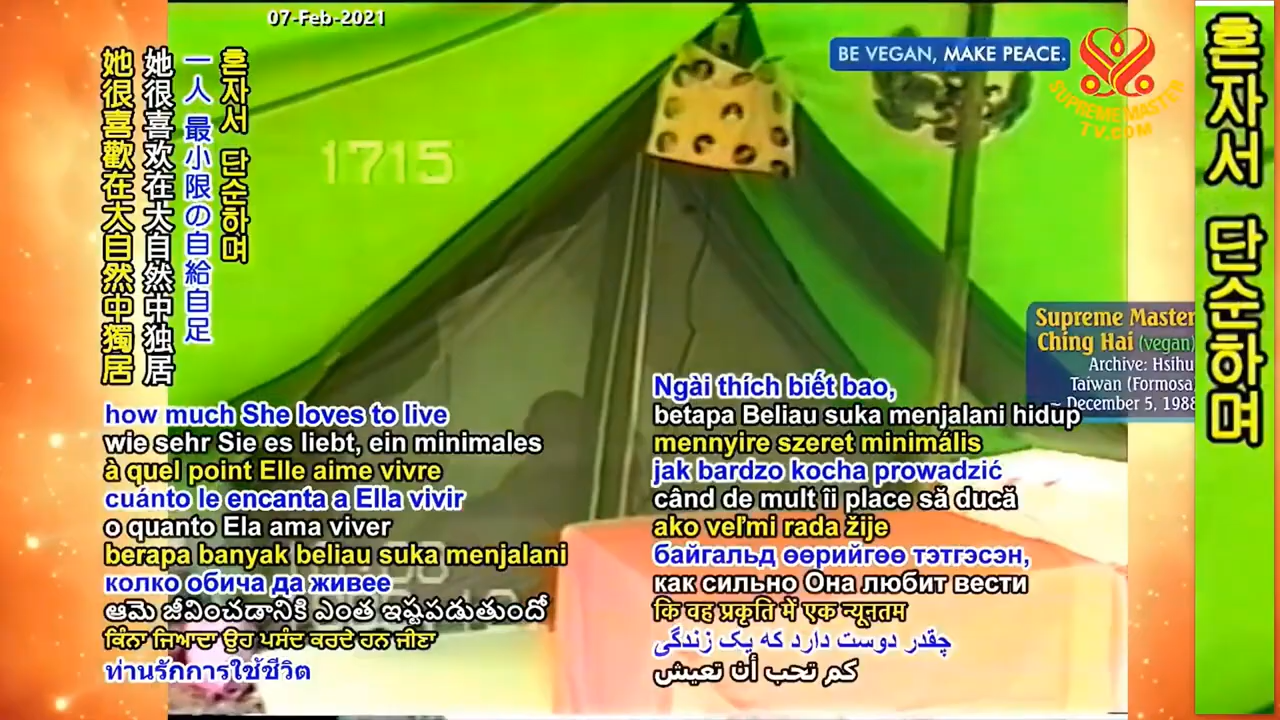 07-Feb-2021
BE VEGAN, MAKE PEACE.
SUPREME MASTER
TV.COM
1715
혼자서 단순하며
一人 最小限の自給自足
她很喜欢在大自然中独居
她很喜歡在大自然中獨居
혼자서 단순하며
Supreme Master
Ching Hai (vegan)
Archive: Hsihu
Taiwan (Formosa
~ December 5, 1988
how much She loves to live
wie sehr Sie es liebt, ein minimales
à quel point Elle aime vivre
cuánto le encanta a Ella vivir
o quanto Ela ama viver
berapa banyak beliau suka menjalani
колко обича да живее
ఆమె జీవించడానికి ఎంత ఇష్టపడుతుందో
ਕਿੰਨਾ ਜਿਆਦਾ ਉਹ ਪਸੰਦ ਕਰਦੇ ਹਨ ਜੀਣਾ
ท่านรักการใช้ชีวิต
Ngài thích biết bao,
betapa Beliau suka menjalani hidup
mennyire szeret minimális
jak bardzo kocha prowadzić
când de mult îi place să ducă
ako veľmi rada žije
байгальд өөрийгөө тэтгэсэн,
как сильно Она любит вести
कि वह प्रकृति में एक न्यूनतम
چقدر دوست دارد که یک زندگی
كم تحب أن تعيش